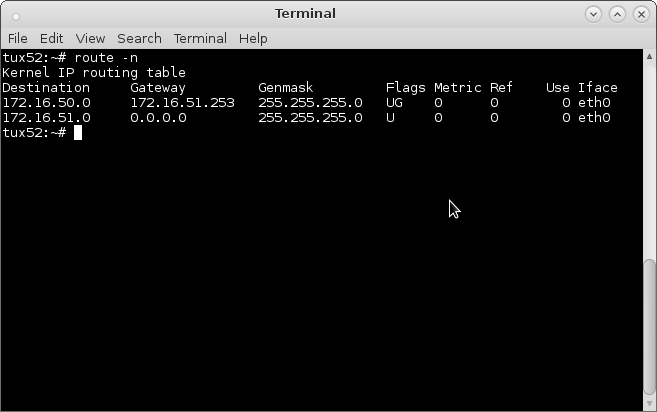 Terminal
File Edit View Search Terminal Help
tux52:~# route -n
Kernel IP routing table
Destination     Gateway         Genmask         Flags Metric Ref    Use Iface
172.16.50.0     172.16.51.253   255.255.255.0   UG    0      0        0 eth0
172.16.51.0     0.0.0.0         255.255.255.0   U     0      0        0 eth0
tux52:~#